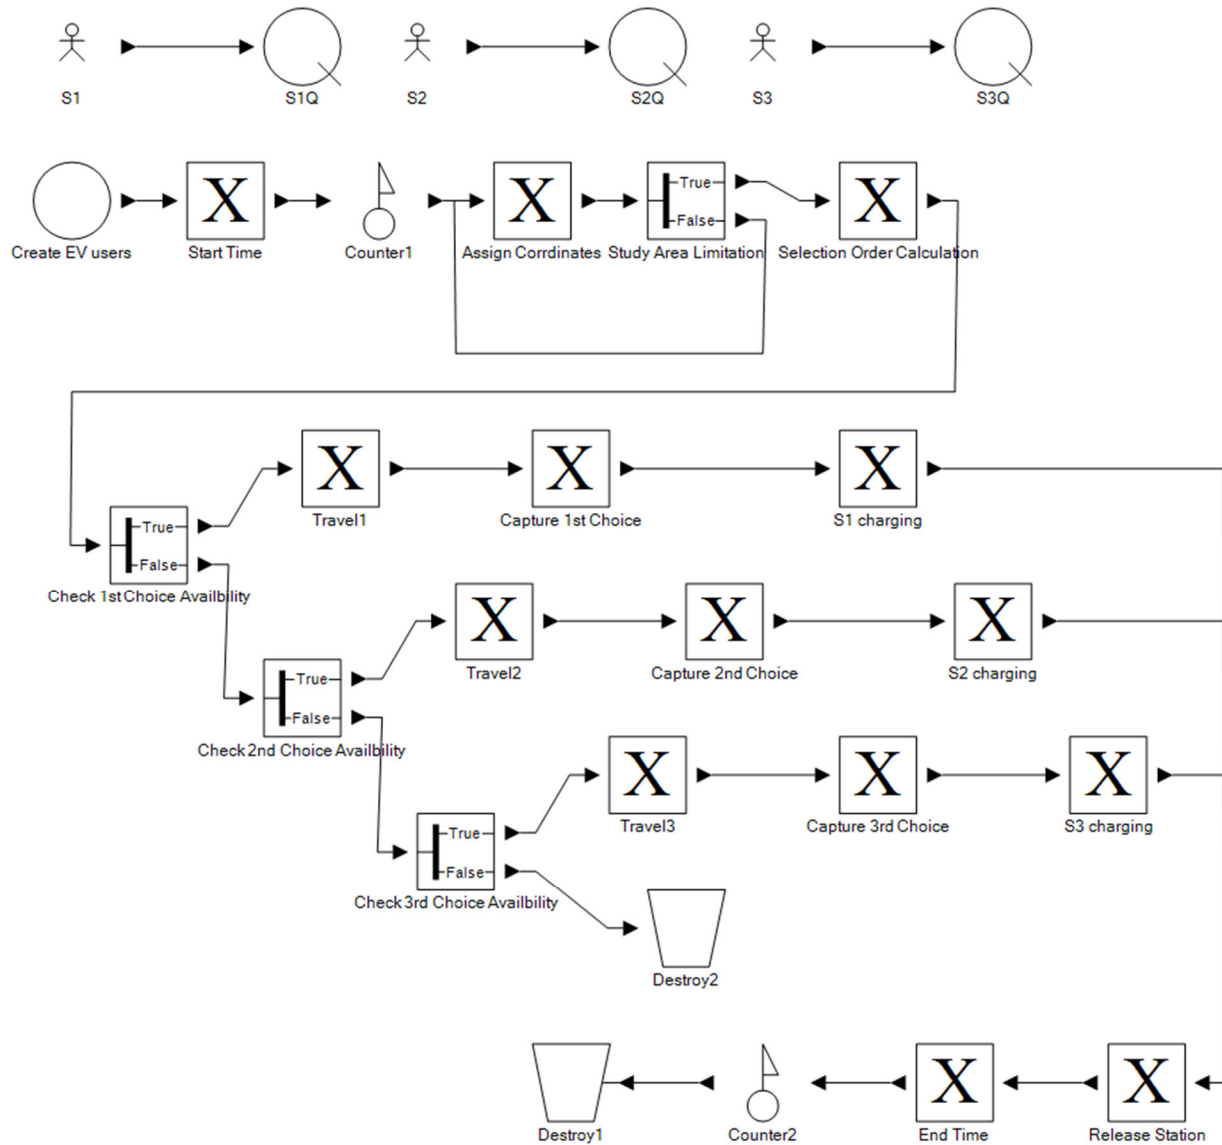 S1
S1Q
S2
S2Q
S3
S3Q
X
X
True
False
X
Create EV users
Start Time
Counter1
Assign Corrdinates
Study Area Limitation
Selection Order Calculation
X
X
X
Travel1
Capture 1st Choice
S1 charging
True
False
Check 1st Choice Availbility
X
X
X
Travel2
Capture 2nd Choice
S2 charging
True
False
Check 2nd Choice Availbility
X
X
X
Travel3
Capture 3rd Choice
S3 charging
True
False
Check 3rd Choice Availbility
Destroy2
X
X
Destroy1
Counter2
End Time
Release Station